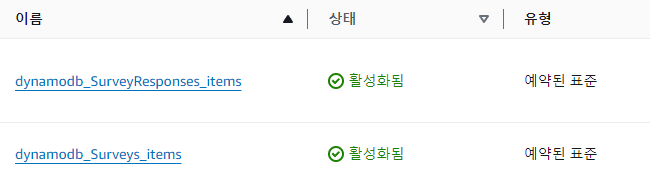 이름 상태 유형
dynamodb_SurveyResponses_items 활성화됨 예약된 표준
dynamodb_Surveys_items 활성화됨 예약된 표준